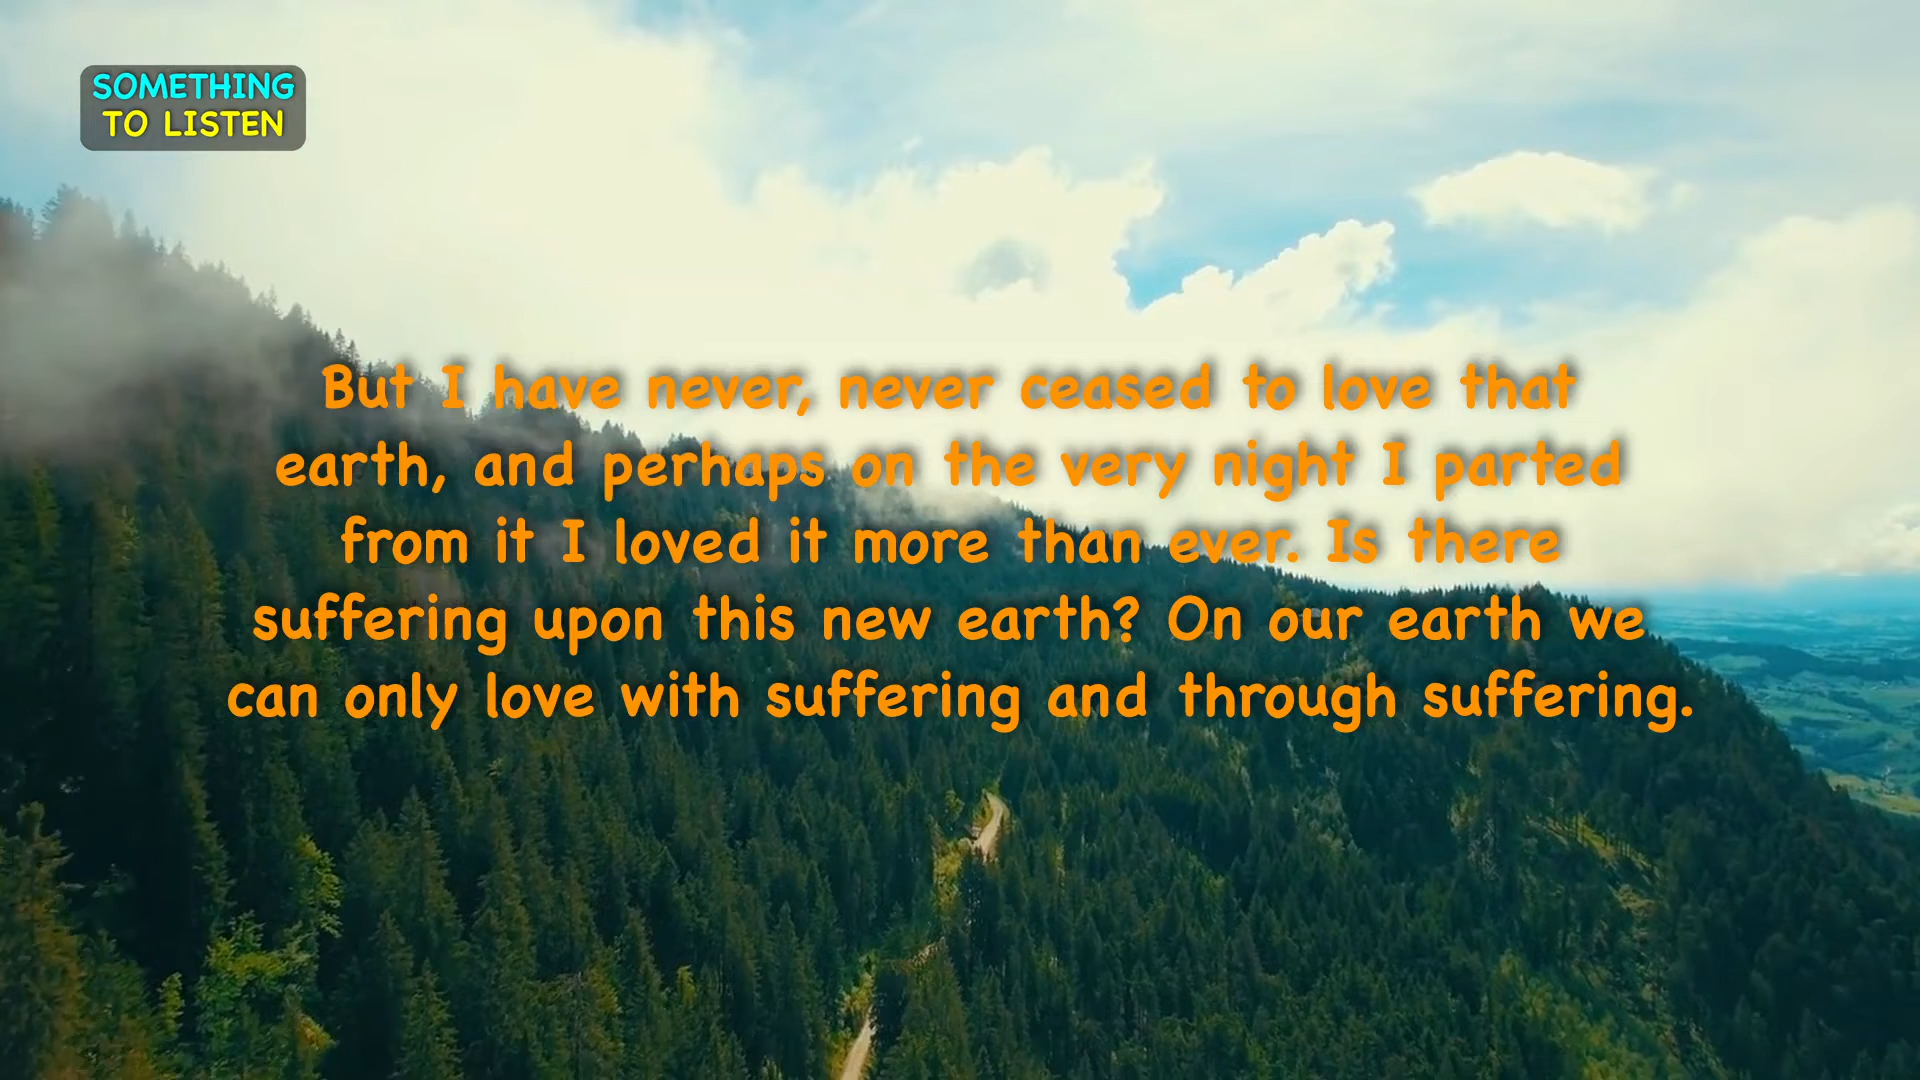 SOMETHING
TO LISTEN
But I have never, never ceased to love that
earth, and perhaps on the very night I parted
from it I loved it more than ever. Is there
suffering upon this new earth? On our earth we
can only love with suffering and through suffering.